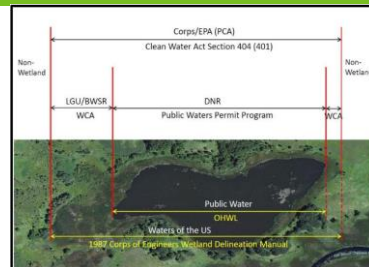 Corps/EPA (PCA)
Clean Water Act Section 404 (401)
Non-
Wetland
Non-
Wetland
LGU/BWSR
WCA
DNR
Public Waters Permit Program
WCA
Public Water
OHWL
Waters of the US
1987 Corps of Engineers Wetland Delineation Manual